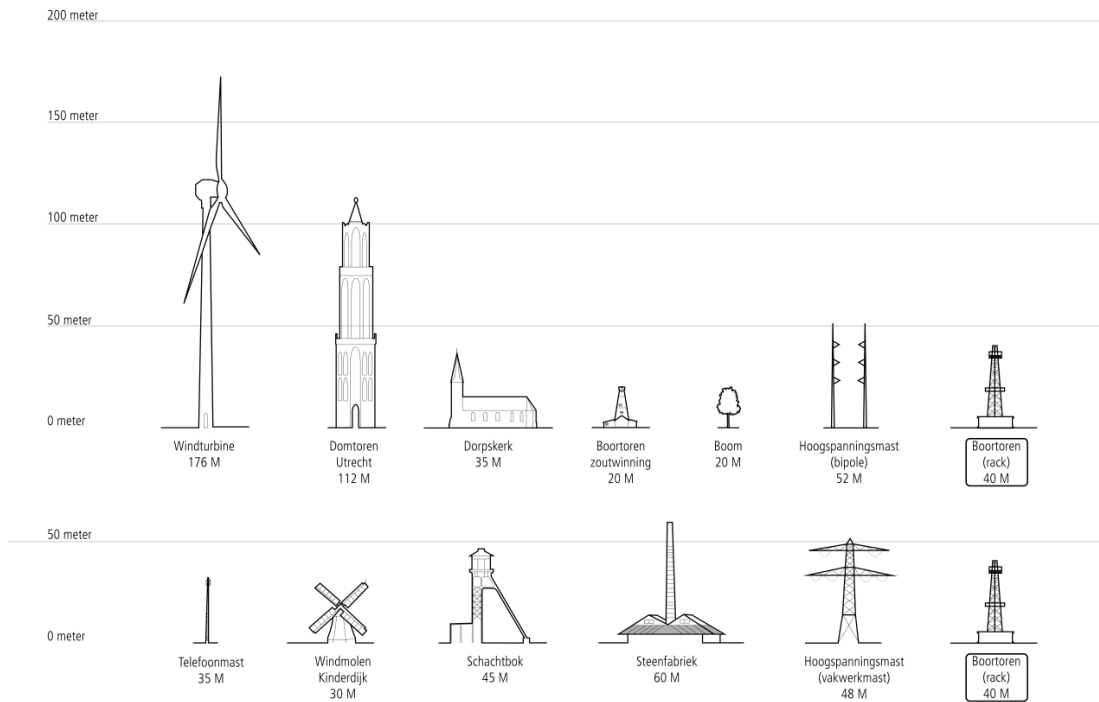 200 meter
150 meter
100 meter
50 meter
0 meter
Windturbine
176 M
Domtoren
Utrecht
112 M
Dorpskerk
35 M
Boortoren
zoutwinning
20 M
Boom
20 M
Hoogspanningsmast
(bipole)
52 M
Boortoren
(rack)
40 M
50 meter
0 meter
Telefoonmast
35 M
Windmolen
Kinderdijk
30 M
Schachtbok
45 M
Steenfabriek
60 M
Hoogspanningsmast
(vakwerkmast)
48 M
Boortoren
(rack)
40 M